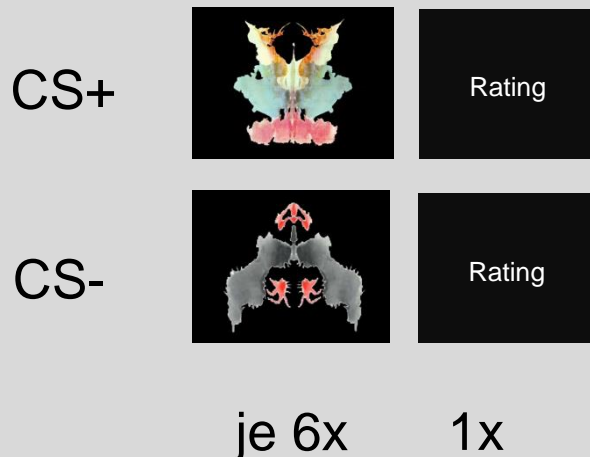 CS+
Rating
CS-
Rating
je 6x 1x